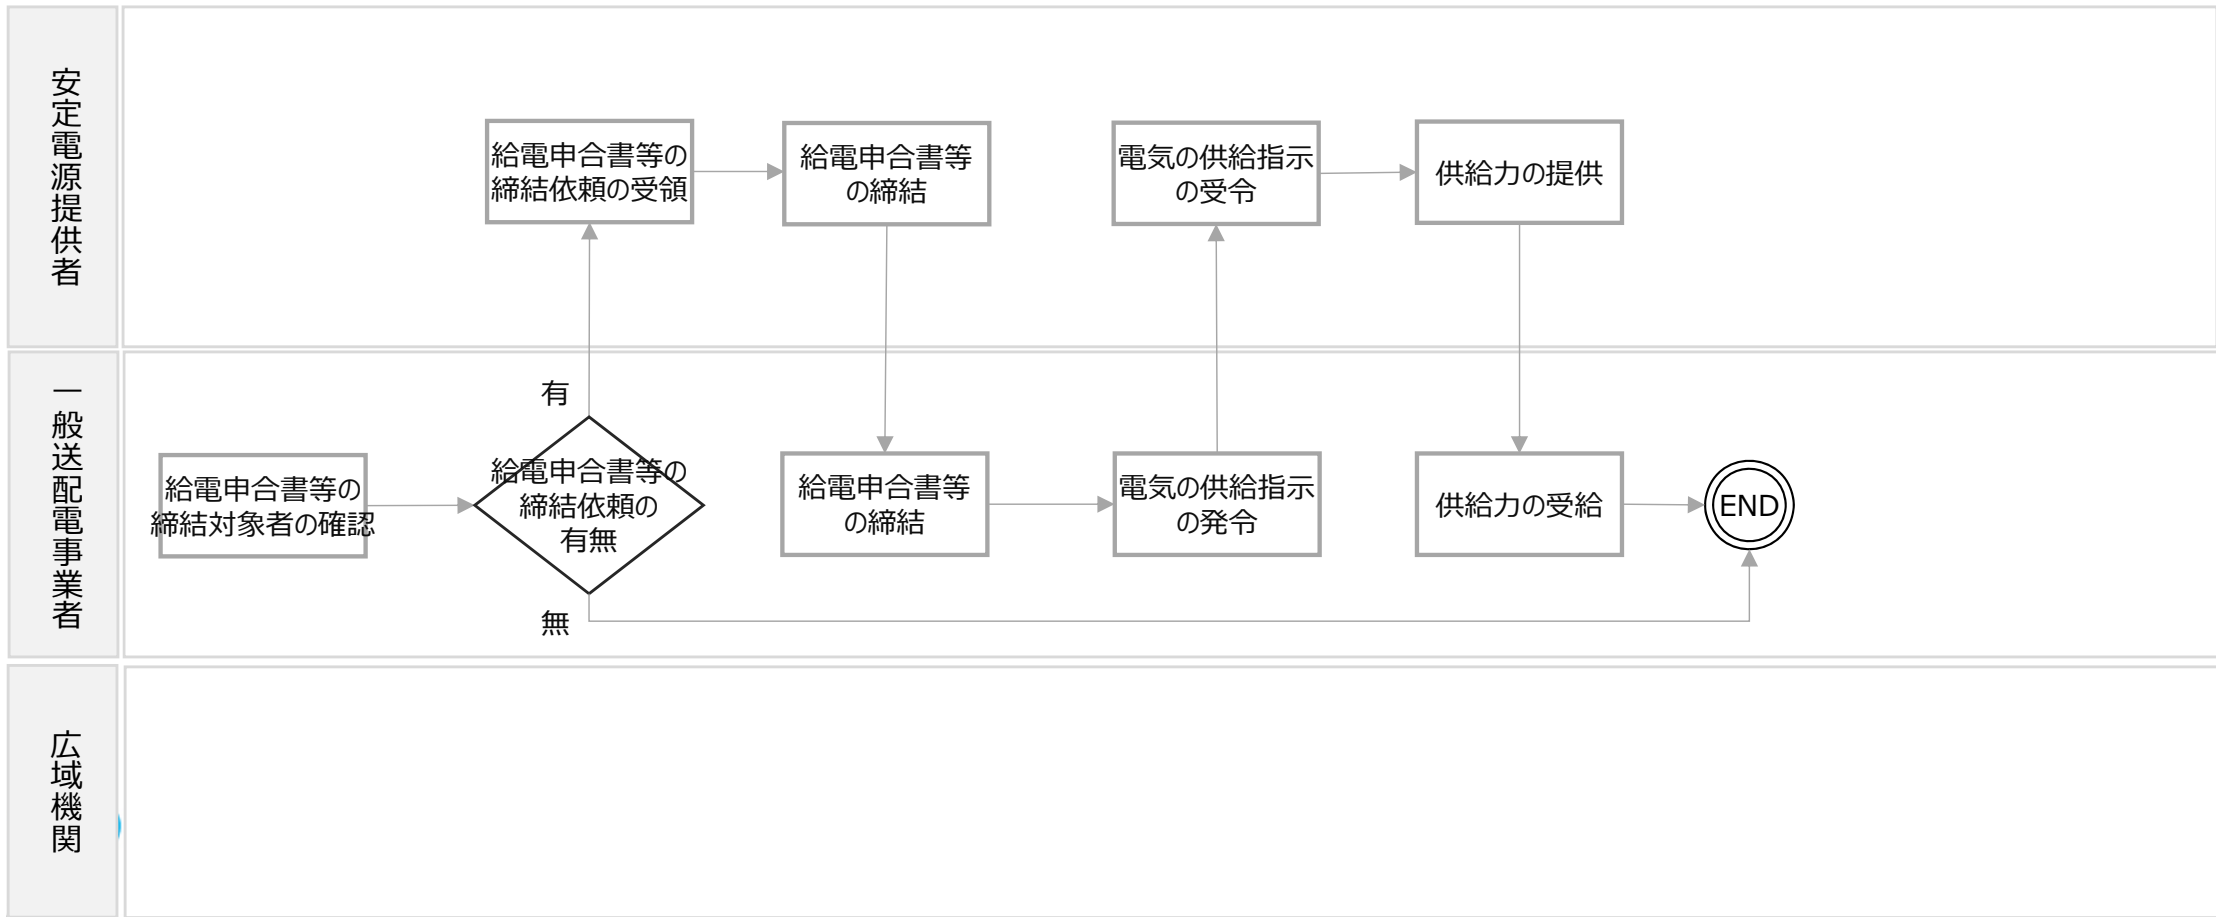 安定電源提供者
給電申合書等の
締結依頼の受領
給電申合書等
の締結
電気の供給指示
の受令
供給力の提供
一般送配電事業者
給電申合書等の
締結対象者の確認
有
給電申合書等の
締結依頼の
有無
無
給電申合書等
の締結
電気の供給指示
の発令
供給力の受給
END
広域機関